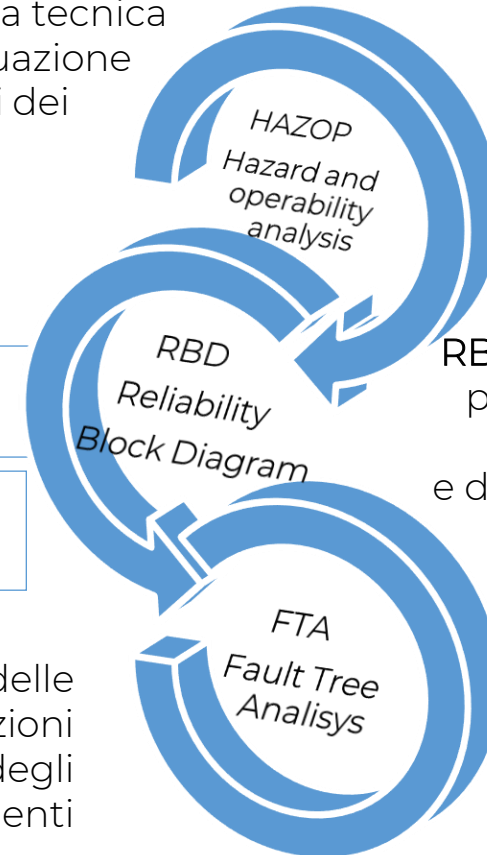 a tecnica
uazione
i dei
HAZOP
Hazard and
operability
analysis
RBD
Reliability
Block Diagram
RB
p
e d
FTA
Fault Tree
Analisys
delle
zioni
degli
enti